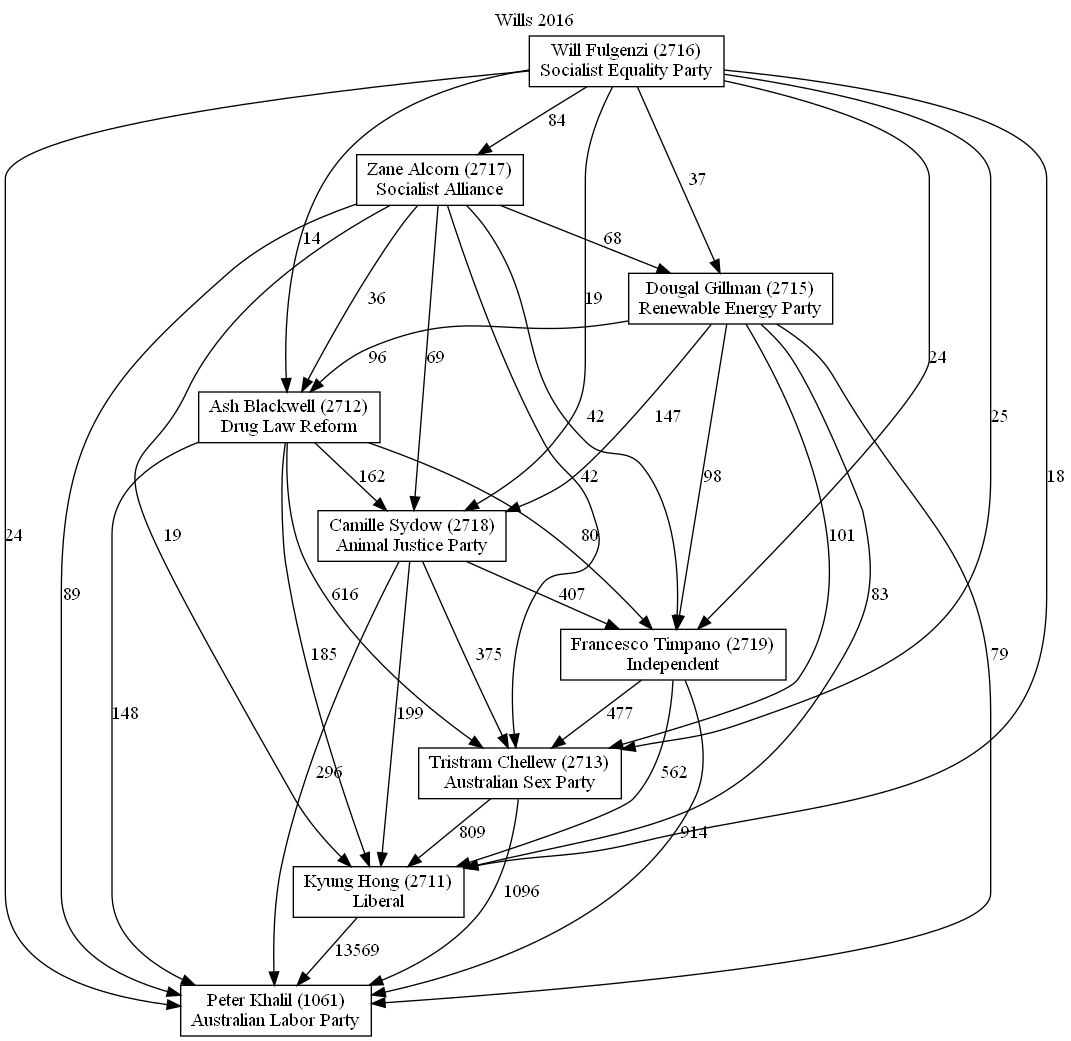 Wills 2016
Will Fulgenzi (2716)
Socialist Equality Party
84
Zane Alcorn (2717)
Socialist Alliance
37
14
68
36
19
Dougal Gillman (2715)
Renewable Energy Party
96
69
24
Ash Blackwell (2712)
Drug Law Reform
42
147
25
162
42
98
18
Camille Sydow (2718)
Animal Justice Party
24
19
80
101
89
616
407
83
Francesco Timpano (2719)
Independent
185
375
79
148
199
477
Tristram Chellew (2713)
Australian Sex Party
296
562
809
914
Kyung Hong (2711)
Liberal
1096
13569
Peter Khalil (1061)
Australian Labor Party